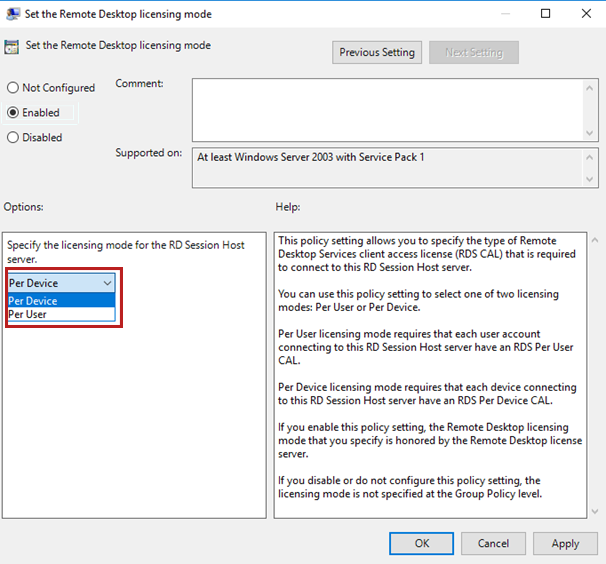 Set the Remote Desktop licensing mode
Set the Remote Desktop licensing mode
Previous Setting
Next Setting
Not Configured
Enabled
Disabled
Comment:
Supported on:
At least Windows Server 2003 with Service Pack 1
Options:
Help:
Specify the licensing mode for the RD Session Host
server.
Per Device
Per Device
Per User
This policy setting allows you to specify the type of Remote
Desktop Services client access license (RDS CAL) that is required
to connect to this RD Session Host server.
You can use this policy setting to select one of two licensing
modes: Per User or Per Device.
Per User licensing mode requires that each user account
connecting to this RD Session Host server have an RDS Per User
CAL.
Per Device licensing mode requires that each device connecting
to this RD Session Host server have an RDS Per Device CAL.
If you enable this policy setting, the Remote Desktop licensing
mode that you specify is honored by the Remote Desktop license
server.
If you disable or do not configure this policy setting, the
licensing mode is not specified at the Group Policy level.
OK
Cancel
Apply